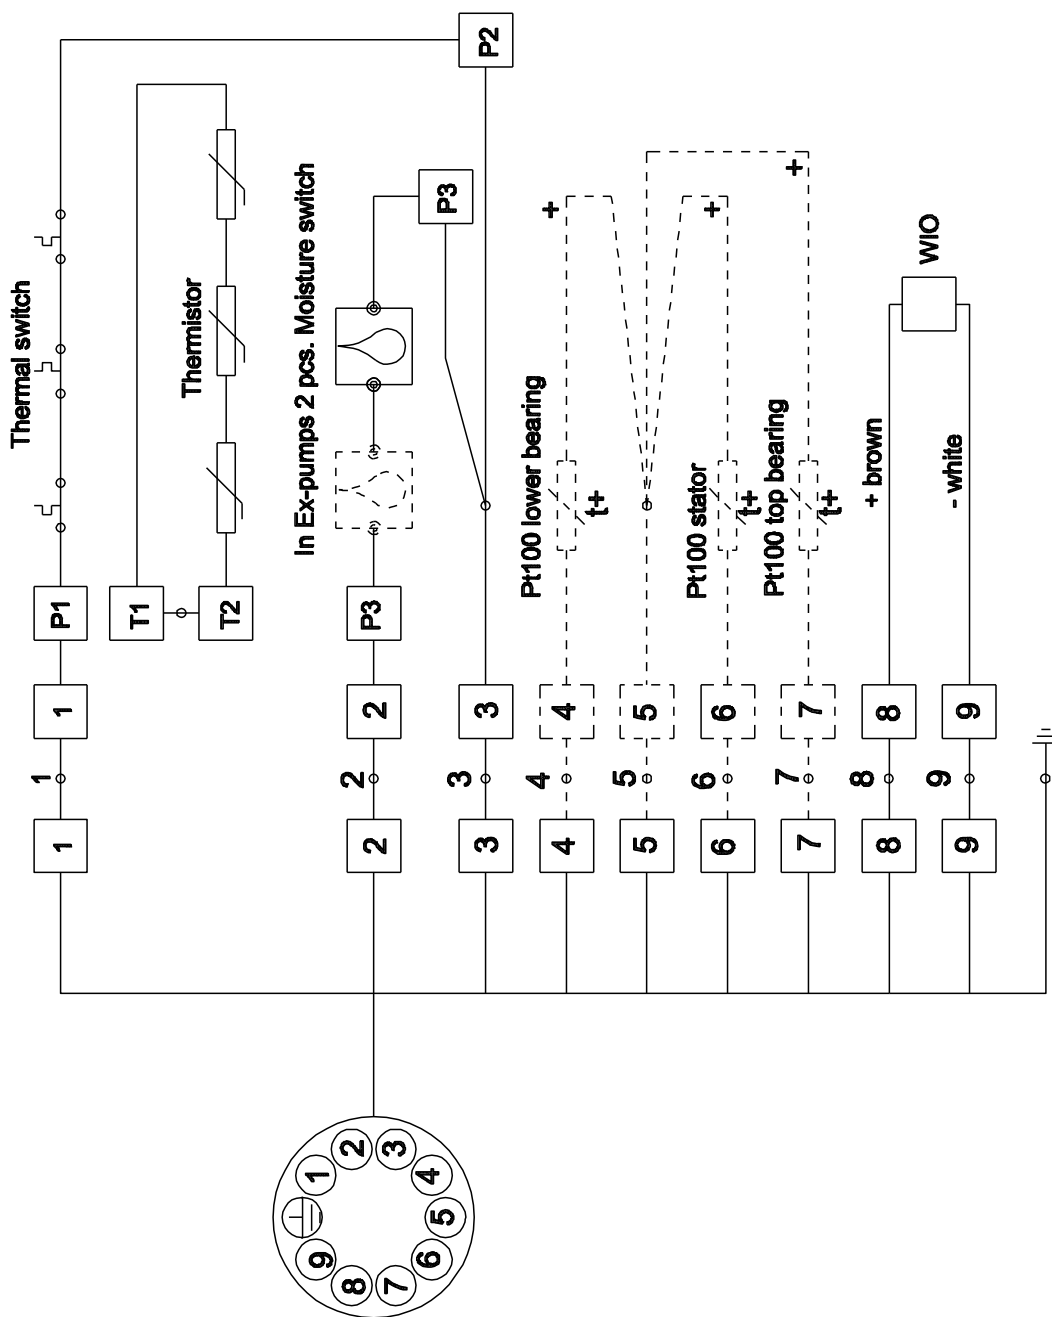 P2
Thermal switch
Thermistor
In Ex-pumps 2 pcs. Moisture switch
P3
+
+
+
WIO
Pt100 lower bearing
t+
Pt100 stator
t+
Pt100 top bearing
t+
+ brown
- white
P1
T1
T2
P3
1
2
3
4
5
6
7
8
9
1
2
3
4
5
6
7
8
9
1
2
3
4
5
6
7
8
9
1
2
3
4
5
6
7
8
9